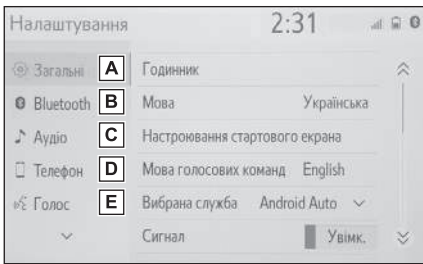 Налаштування 2:31
Загальні A Годинник
Bluetooth B Мова Українська
Аудіо C Настроювання стартового екрана
Телефон D Мова голосових команд English
Голос E Вибрана служба Android Auto
Сигнал Увімк.